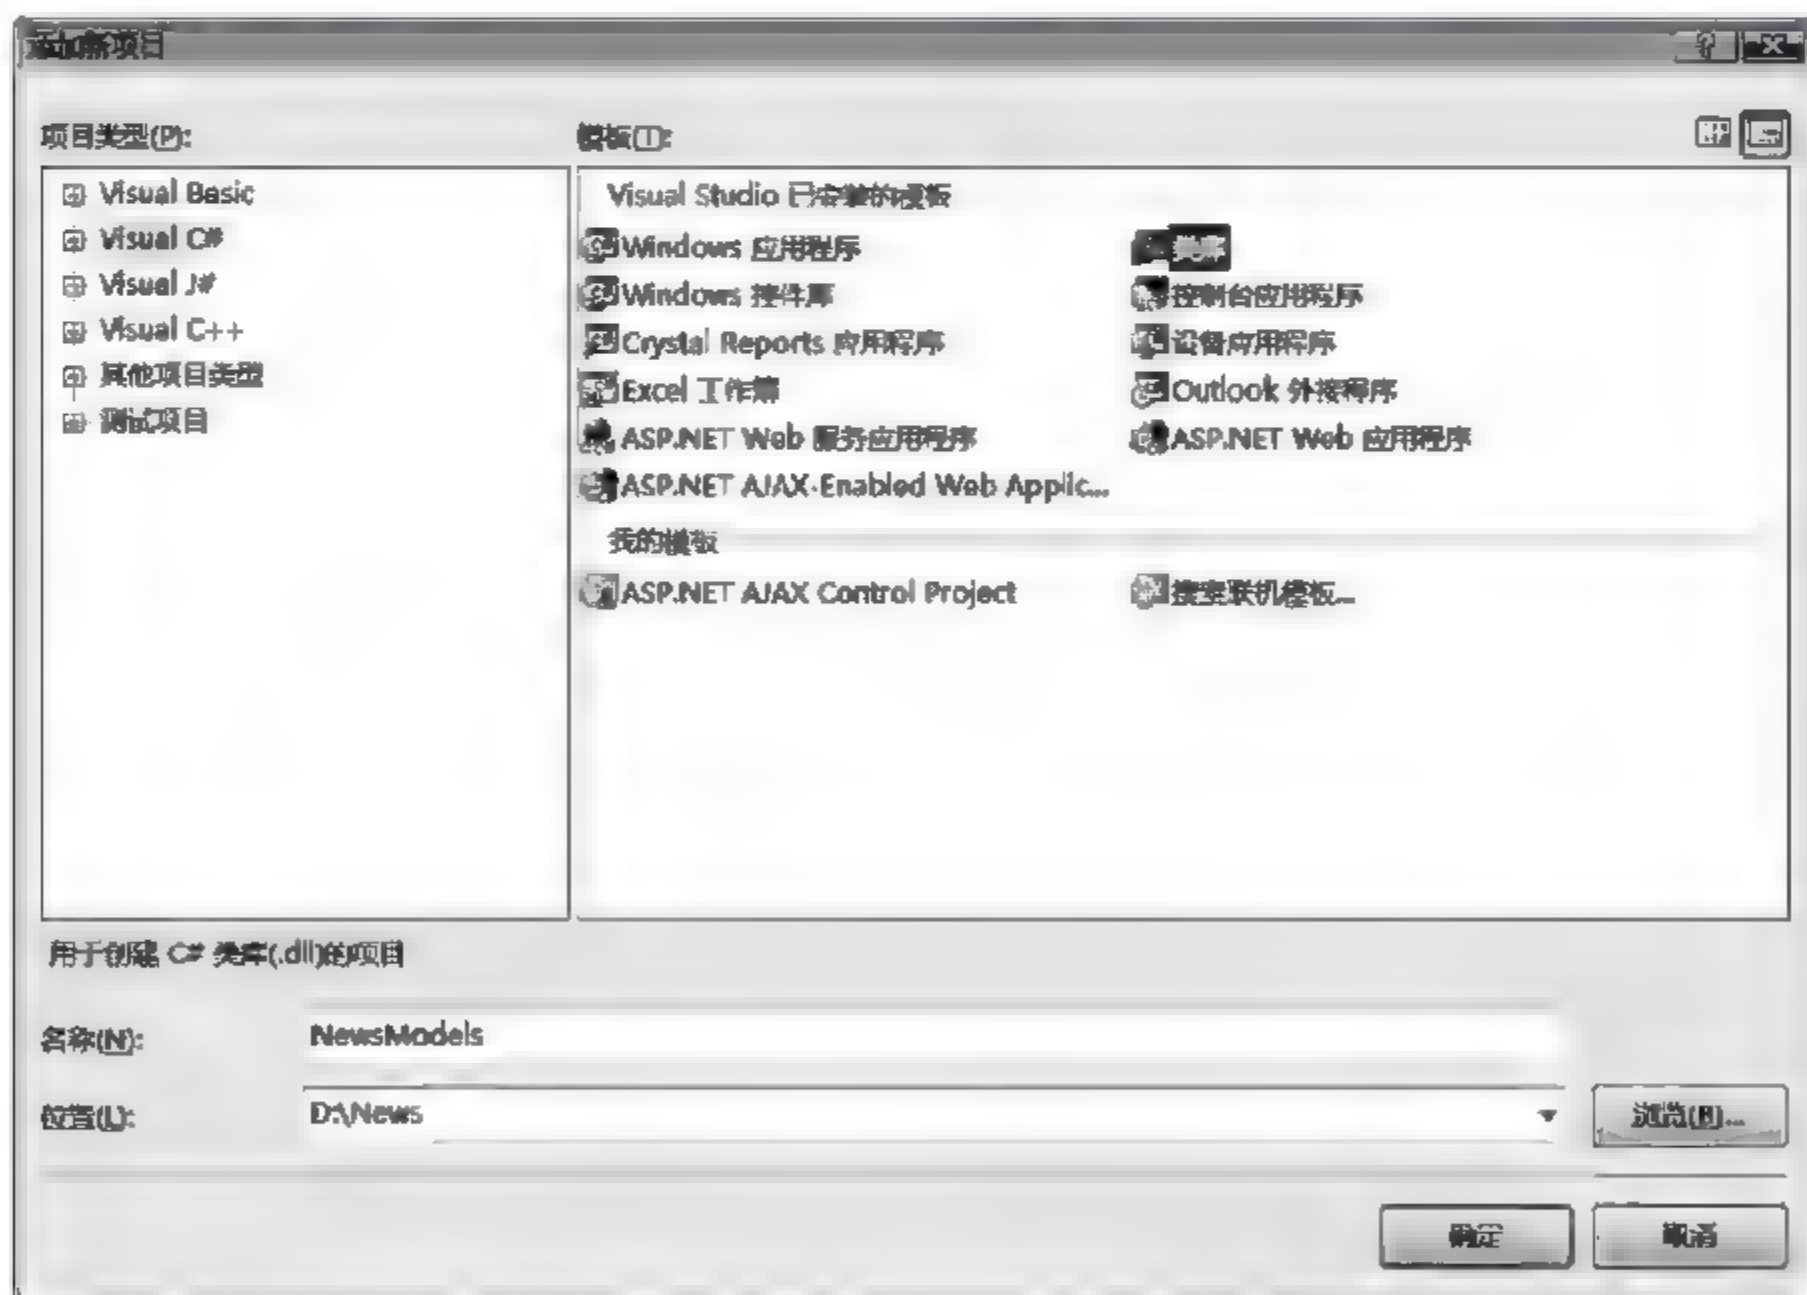 添加新项目
项目类型(P):
模板(T):
Visual Basic
Visual C#
Visual J#
Visual C++
其他项目类型
测试项目
Visual Studio 已安装的模板
Windows 应用程序
类库
Windows 控件库
控制台应用程序
Crystal Reports 应用程序
设备应用程序
Excel 工作簿
Outlook 外接程序
ASP.NET Web 服务应用程序
ASP.NET Web 应用程序
ASP.NET AJAX-Enabled Web Applic...
我的模板
ASP.NET AJAX Control Project
搜索联机模板...
用于创建 C# 类库(.dll)的项目
名称(N):
NewsModels
位置(L):
D:\News
浏览(B)...
确定
取消